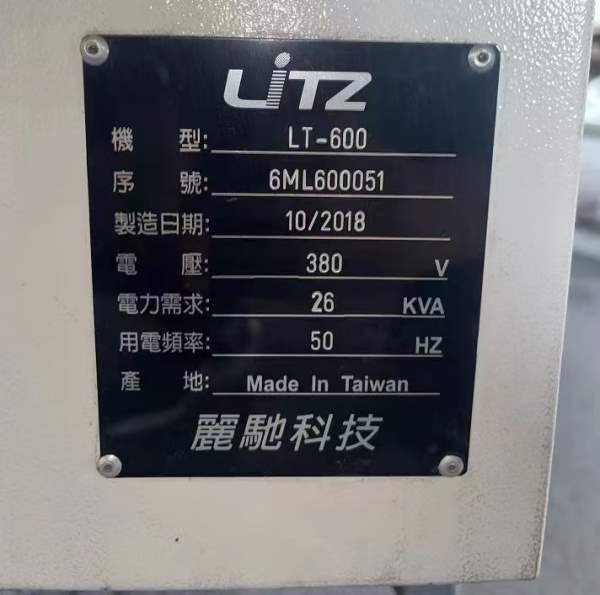 LiTZ
機 型: LT-600
序 號: 6ML600051
製造日期: 10/2018
電 壓: 380 V
電力需求: 26 KVA
用電頻率: 50 HZ
產 地: Made In Taiwan
麗馳科技